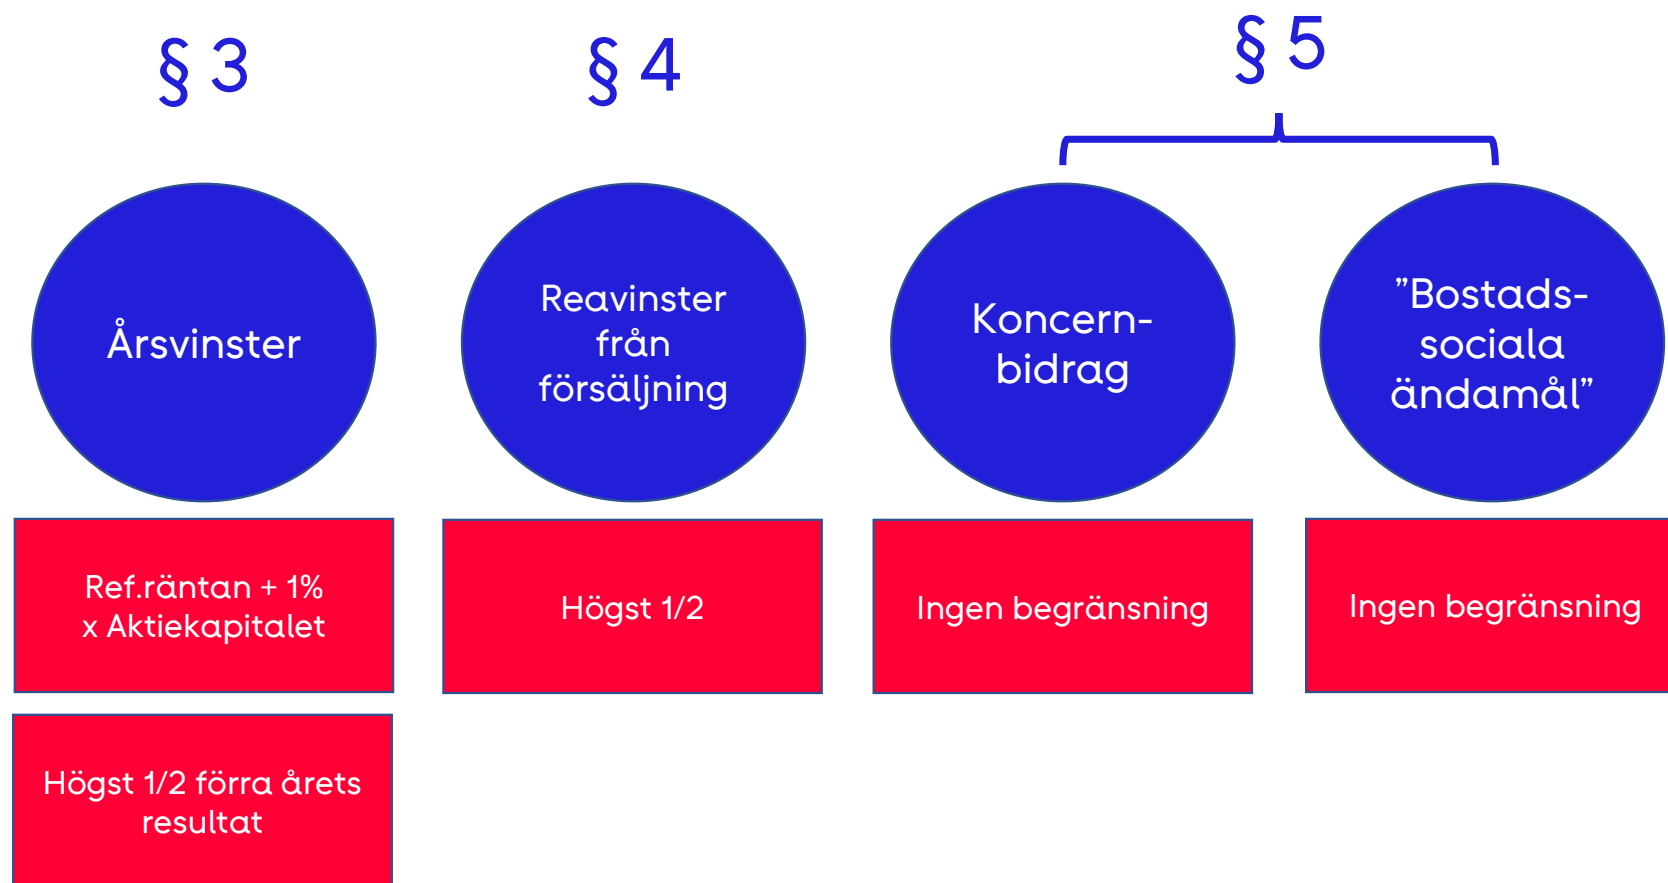 § 3
§ 4
§ 5
Årsvinster
Reavinster
från
försäljning
Koncern-
bidrag
”Bostads-
sociala
ändamål”
Ref.räntan + 1%
x Aktiekapitalet
Högst 1/2
Ingen begränsning
Ingen begränsning
Högst 1/2 förra årets
resultat